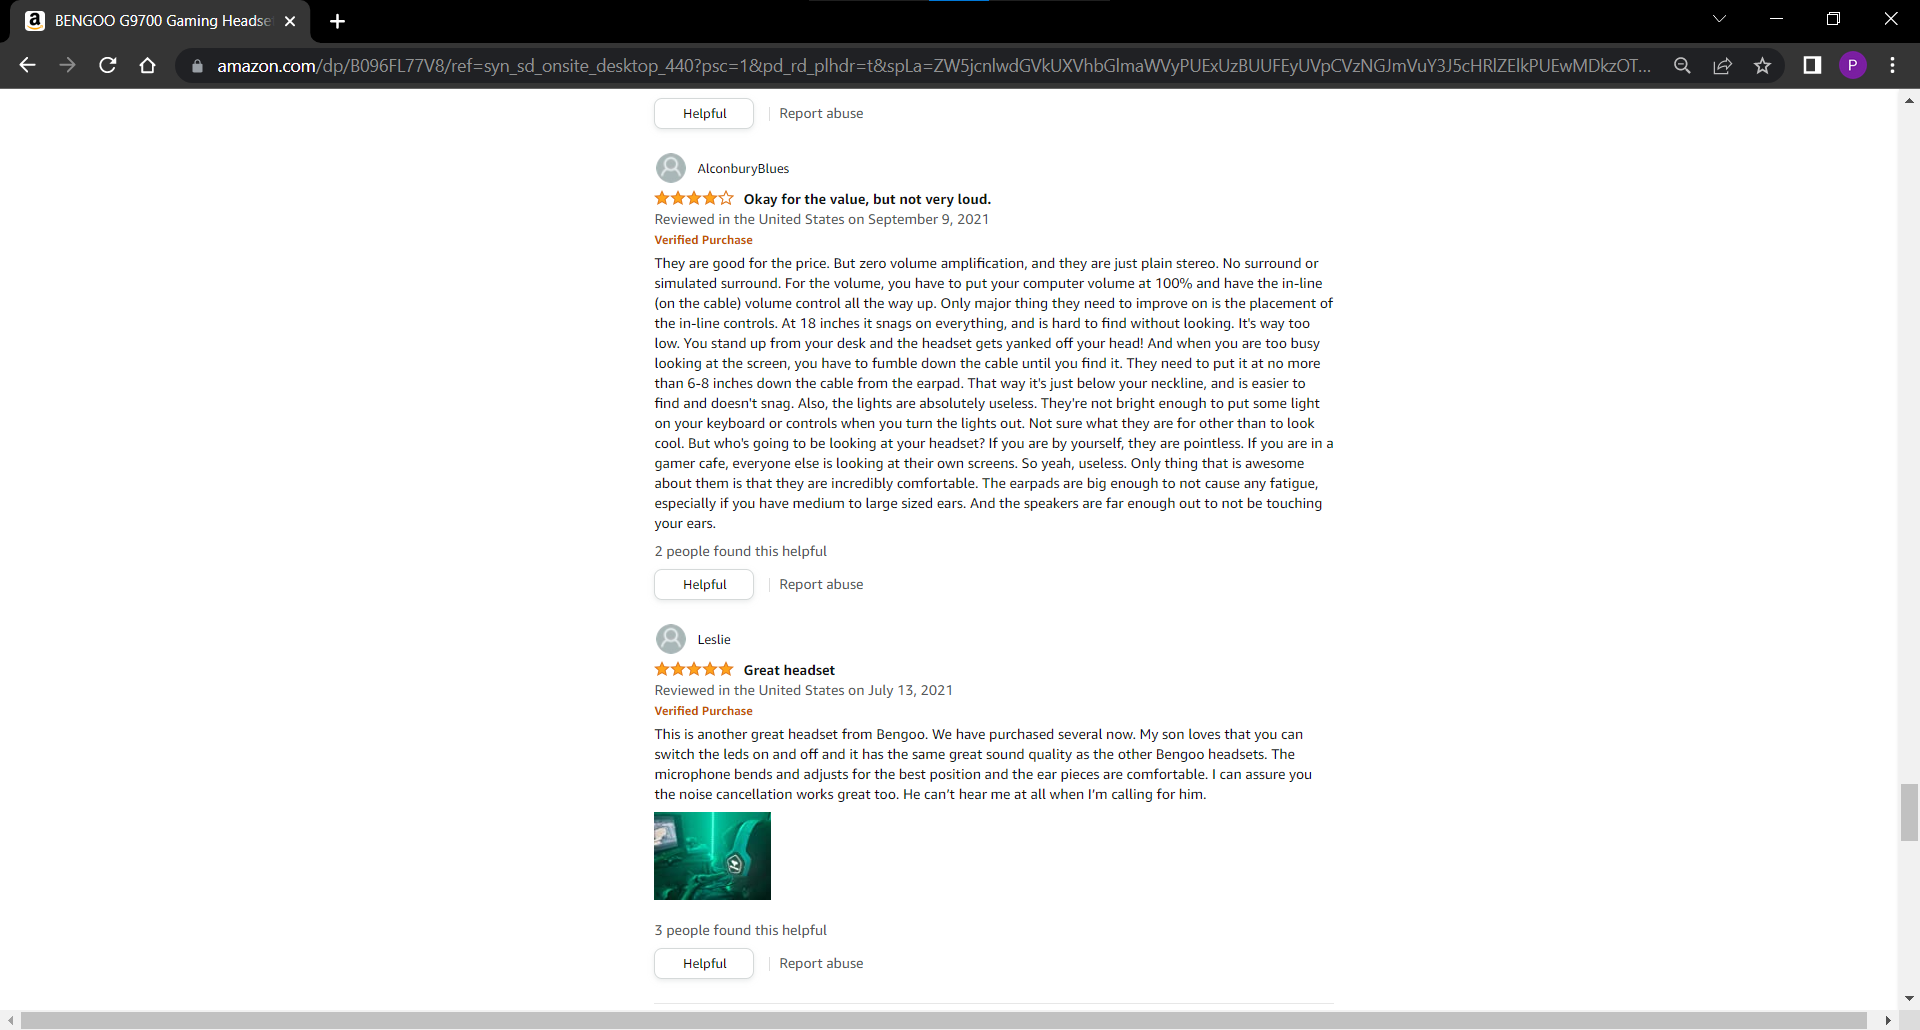 BENGOO G9700 Gaming Headse
amazon.com/dp/B096FL77V8/ref=syn_sd_onsite_desktop_440?psc=1&pd_rd_plhdr=t&spLa=ZW5jcnlwdGVkUXVhbGlmaWVyPUExUzBUUFEyUVpCVzNGJmVuY3J5cHRlZElkPUEwMDkzOT...
P
Helpful
Report abuse
AlconburyBlues
Okay for the value, but not very loud.
Reviewed in the United States on September 9, 2021
Verified Purchase
They are good for the price. But zero volume amplification, and they are just plain stereo. No surround or
simulated surround. For the volume, you have to put your computer volume at 100% and have the in-line
(on the cable) volume control all the way up. Only major thing they need to improve on is the placement of
the in-line controls. At 18 inches it snags on everything, and is hard to find without looking. It's way too
low. You stand up from your desk and the headset gets yanked off your head! And when you are too busy
looking at the screen, you have to fumble down the cable until you find it. They need to put it at no more
than 6-8 inches down the cable from the earpad. That way it's just below your neckline, and is easier to
find and doesn't snag. Also, the lights are absolutely useless. They're not bright enough to put some light
on your keyboard or controls when you turn the lights out. Not sure what they are for other than to look
cool. But who's going to be looking at your headset? If you are by yourself, they are pointless. If you are in a
gamer cafe, everyone else is looking at their own screens. So yeah, useless. Only thing that is awesome
about them is that they are incredibly comfortable. The earpads are big enough to not cause any fatigue,
especially if you have medium to large sized ears. And the speakers are far enough out to not be touching
your ears.
2 people found this helpful
Helpful
Report abuse
Leslie
Great headset
Reviewed in the United States on July 13, 2021
Verified Purchase
This is another great headset from Bengoo. We have purchased several now. My son loves that you can
switch the leds on and off and it has the same great sound quality as the other Bengoo headsets. The
microphone bends and adjusts for the best position and the ear pieces are comfortable. I can assure you
the noise cancellation works great too. He can't hear me at all when I'm calling for him.
3 people found this helpful
Helpful
Report abuse